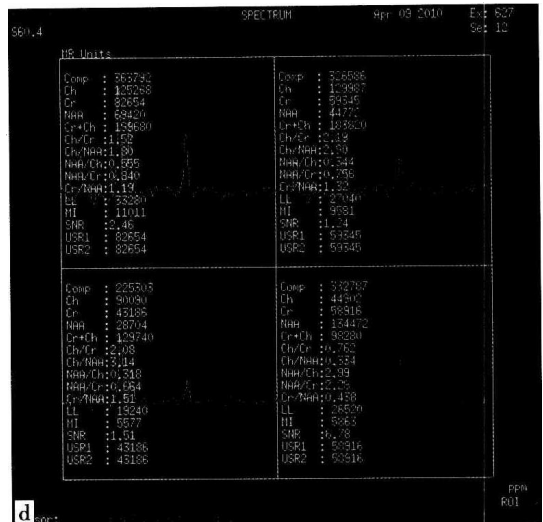 SPECTRUM
Apr 09 2010
Ex: 627
Se: 12
S60.4
MR Units
Comp : 363792
Ch : 125268
Cr : 82654
NAA : 69420
Cr+Ch : 199680
Ch/Cr :1.52
Ch/NAA:1.80
NAA/Ch:0.555
NAA/Cr:0.840
Cr/NAA:1.19
LL : 33280
MI : 11011
SNR :2.46
USR1 : 82654
USR2 : 82654
Comp : 326586
Ch : 129987
Cr : 59345
NAA : 44772
Cr+Ch : 183820
Ch/Cr :2.19
Ch/NAA:2.90
NAA/Ch:0.344
NAA/Cr:0.756
Cr/NAA:1.32
LL : 27040
MI : 9581
SNR :1.24
USR1 : 59345
USR2 : 59345
Comp : 225303
Ch : 90090
Cr : 43186
NAA : 28704
Cr+Ch : 129740
Ch/Cr :2.08
Ch/NAA:3.14
NAA/Ch:0.318
NAA/Cr:0.664
Cr/NAA:1.51
LL : 19240
MI : 5577
SNR :1.51
USR1 : 43186
USR2 : 43186
Comp : 332787
Ch : 44902
Cr : 58916
NAA : 134472
Cr+Ch : 98280
Ch/Cr :0.762
Ch/NAA:0.334
NAA/Ch:2.99
NAA/Cr:2.28
Cr/NAA:0.438
LL : 26520
MI : 5863
SNR :6.78
USR1 : 58916
USR2 : 58916
PPM
ROI
d